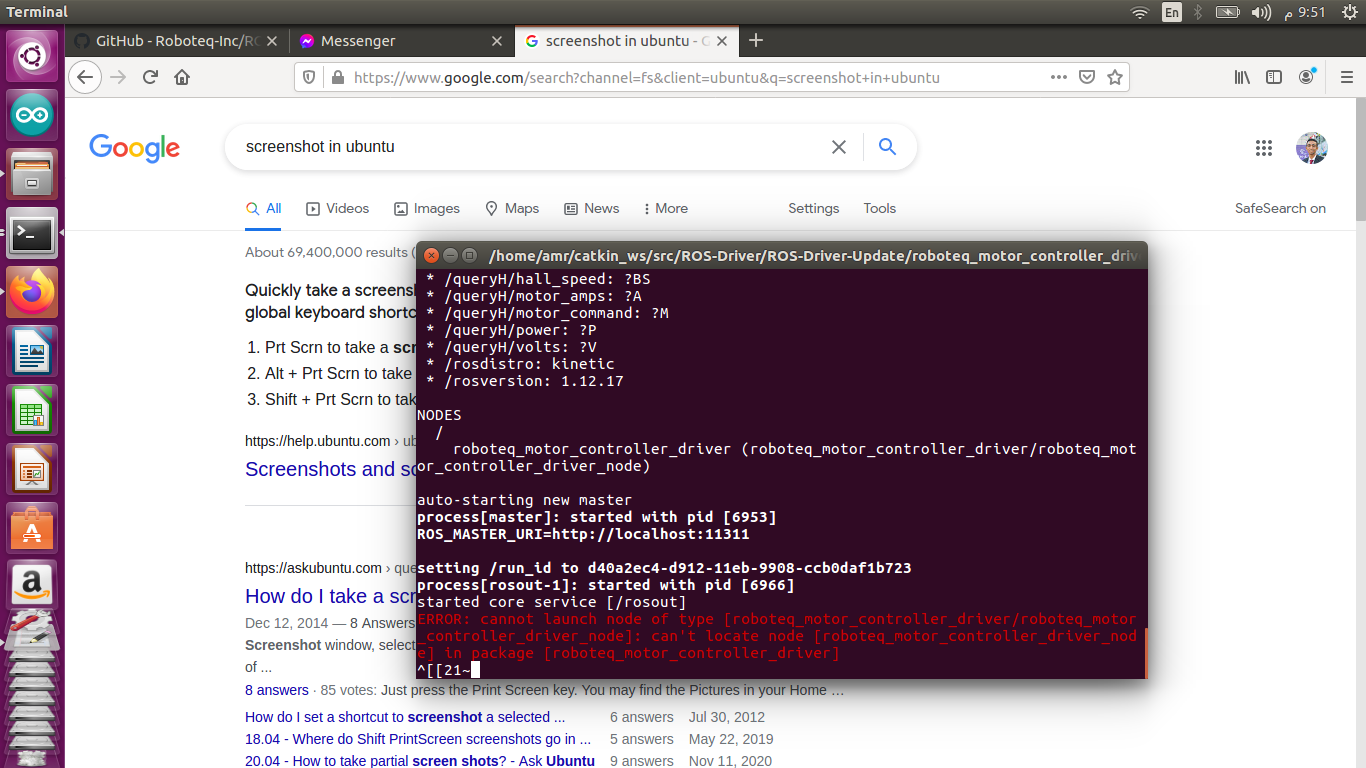 Terminal
En
9:51 م
GitHub - Roboteq-Inc/RO
Messenger
screenshot in ubuntu - G
https://www.google.com/search?channel=fs&client=ubuntu&q=screenshot+in+ubuntu
Google
screenshot in ubuntu
All
Videos
Images
Maps
News
More
Settings
Tools
SafeSearch on
About 69,400,000 results (
Quickly take a screensh
global keyboard shortc
1. Prt Scrn to take a scr
2. Alt + Prt Scrn to take
3. Shift + Prt Scrn to tak
https://help.ubuntu.com › ub
Screenshots and sc
https://askubuntu.com › que
How do I take a scr
Dec 12, 2014 — 8 Answers
Screenshot window, select
of ...
8 answers · 85 votes: Just press the Print Screen key. You may find the Pictures in your Home …
How do I set a shortcut to screenshot a selected ... 6 answers Jul 30, 2012
18.04 - Where do Shift PrintScreen screenshots go in ... 5 answers May 22, 2019
20.04 - How to take partial screen shots? - Ask Ubuntu 9 answers Nov 11, 2020
/home/amr/catkin_ws/src/ROS-Driver/ROS-Driver-Update/roboteq_motor_controller_driv
* /queryH/hall_speed: ?BS
* /queryH/motor_amps: ?A
* /queryH/motor_command: ?M
* /queryH/power: ?P
* /queryH/volts: ?V
* /rosdistro: kinetic
* /rosversion: 1.12.17
NODES
/
roboteq_motor_controller_driver (roboteq_motor_controller_driver/roboteq_mot
or_controller_driver_node)
auto-starting new master
process[master]: started with pid [6953]
ROS_MASTER_URI=http://localhost:11311
setting /run_id to d40a2ec4-d912-11eb-9908-ccb0daf1b723
process[rosout-1]: started with pid [6966]
started core service [/rosout]
ERROR: cannot launch node of type [roboteq_motor_controller_driver/roboteq_motor
_controller_driver_node]: can't locate node [roboteq_motor_controller_driver_nod
e] in package [roboteq_motor_controller_driver]
^[[21~